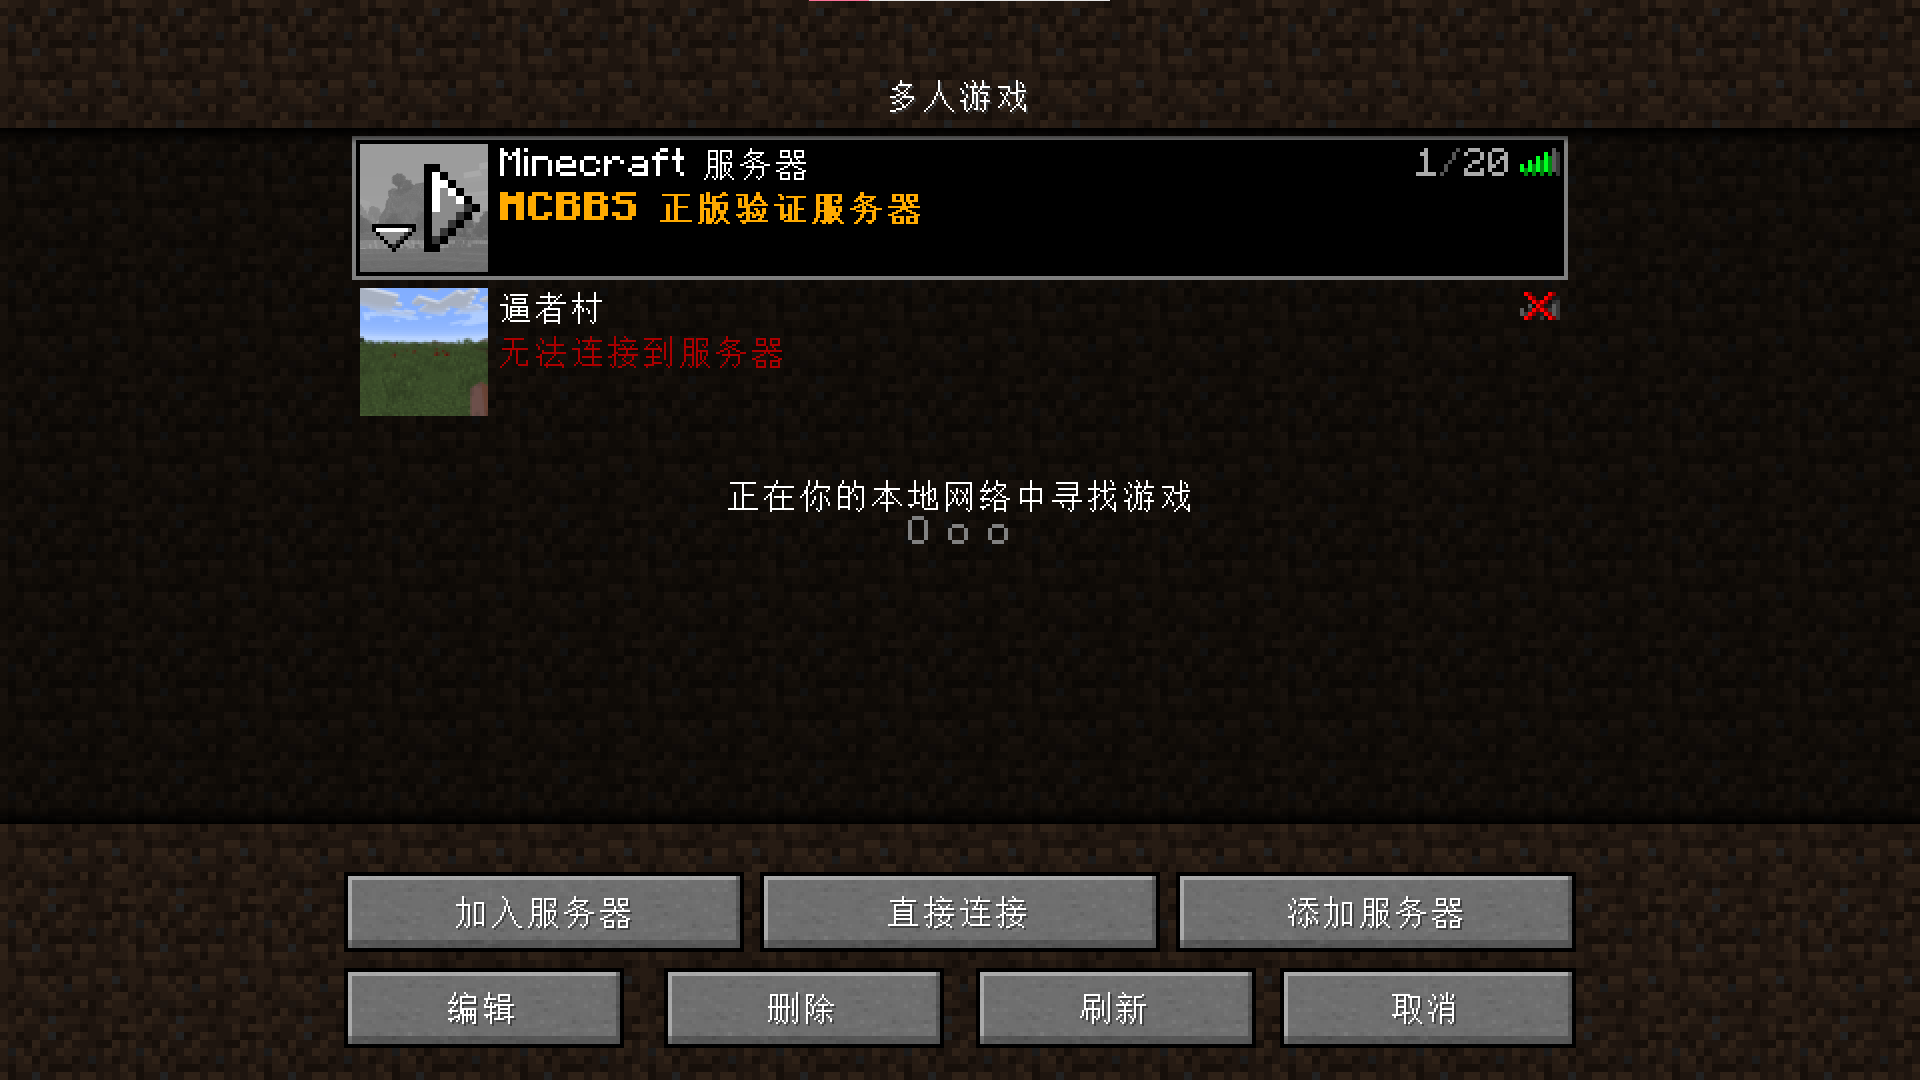 多人游戏
Minecraft 服务器
1/20
MCBBS 正版验证服务器
逼者村
无法连接到服务器
正在你的本地网络中寻找游戏
O o o
加入服务器
直接连接
添加服务器
编辑
删除
刷新
取消